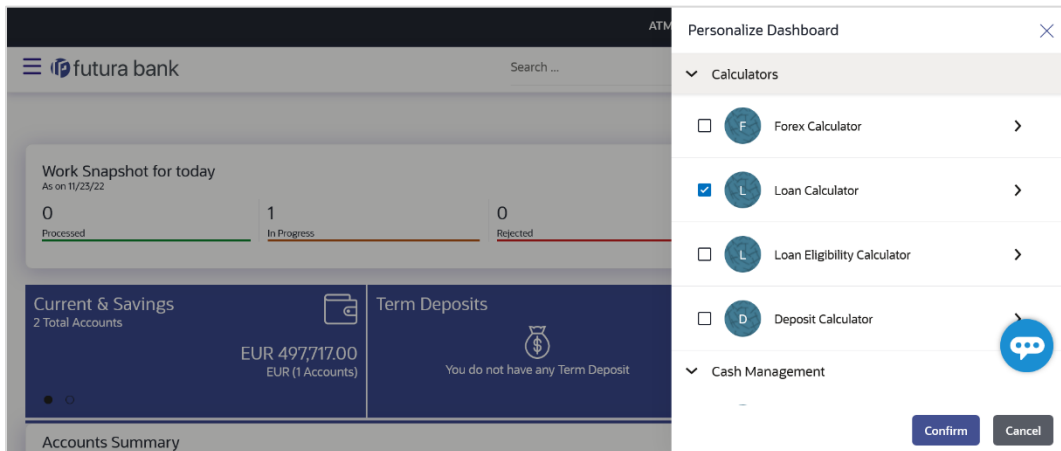 ATM
futura bank
Search ...
Work Snapshot for today
As on 11/23/22
0
Processed
1
In Progress
0
Rejected
Current & Savings
2 Total Accounts
EUR 497,717.00
EUR (1 Accounts)
Term Deposits
You do not have any Term Deposit
Accounts Summary
Personalize Dashboard
Calculators
F Forex Calculator
L Loan Calculator
L Loan Eligibility Calculator
D Deposit Calculator
Cash Management
Confirm Cancel